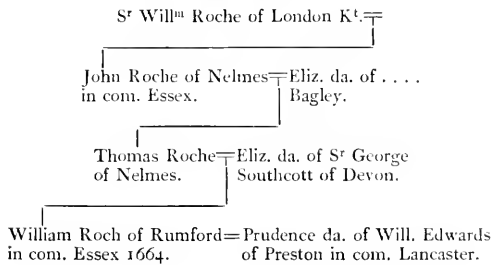 Sʳ Willᵐ Roche of London Kᵗ.=
John Roche of Nelmes=Eliz. da. of . . . .
in com. Essex. Bagley.
Thomas Roche=Eliz. da. of Sʳ George
of Nelmes. Southcott of Devon.
William Roch of Rumford=Prudence da. of Will. Edwards
in com. Essex 1664. of Preston in com. Lancaster.